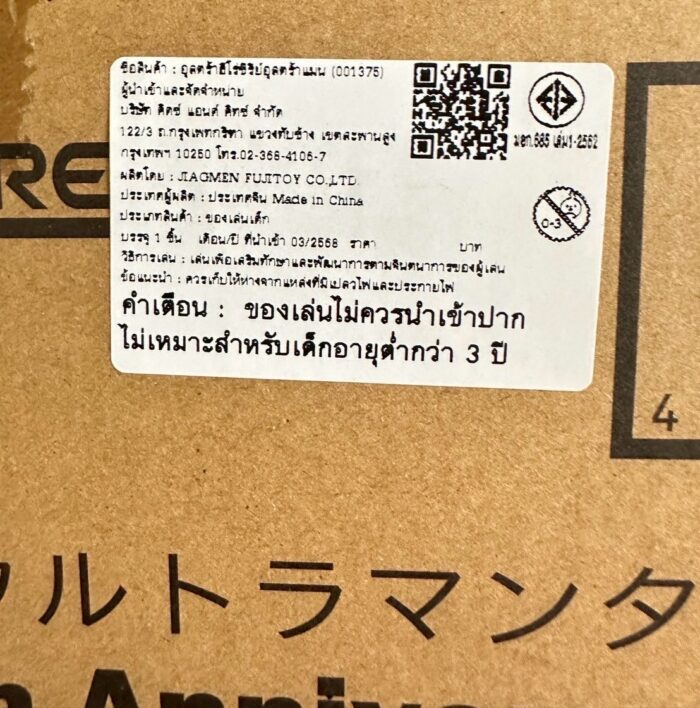 ชื่อสินค้า : อุลตร้าฮีโร่ซีรีย์อุลตร้าแมน (001375)
ผู้นำเข้าและจัดจำหน่าย
บริษัท คิดซ์ แอนด์ คิทซ์ จำกัด
122/3 ถ.กรุงเทพกรีฑา แขวงทับช้าง เขตสะพานสูง
กรุงเทพฯ 10250 โทร.02-368-4106-7
ผลิตโดย : JIAGMEN FUJITOY CO.,LTD.
ประเทศผู้ผลิต : ประเทศจีน Made in China
ประเภทสินค้า : ของเล่นเด็ก
บรรจุ 1 ชิ้น เดือน/ปี ที่นำเข้า 03/2568 ราคา บาท
วิธีการเล่น : เล่นเพื่อเสริมทักษะและพัฒนาการตามจินตนาการของผู้เล่น
ข้อแนะนำ : ควรเก็บให้ห่างจากแหล่งที่มีเปลวไฟและประกายไฟ
คำเตือน : ของเล่นไม่ควรนำเข้าปาก
ไม่เหมาะสำหรับเด็กอายุต่ำกว่า 3 ปี
มอก.685 เล่ม1-2562
0-3
RE
4
ウルトラマンタ
n Annive